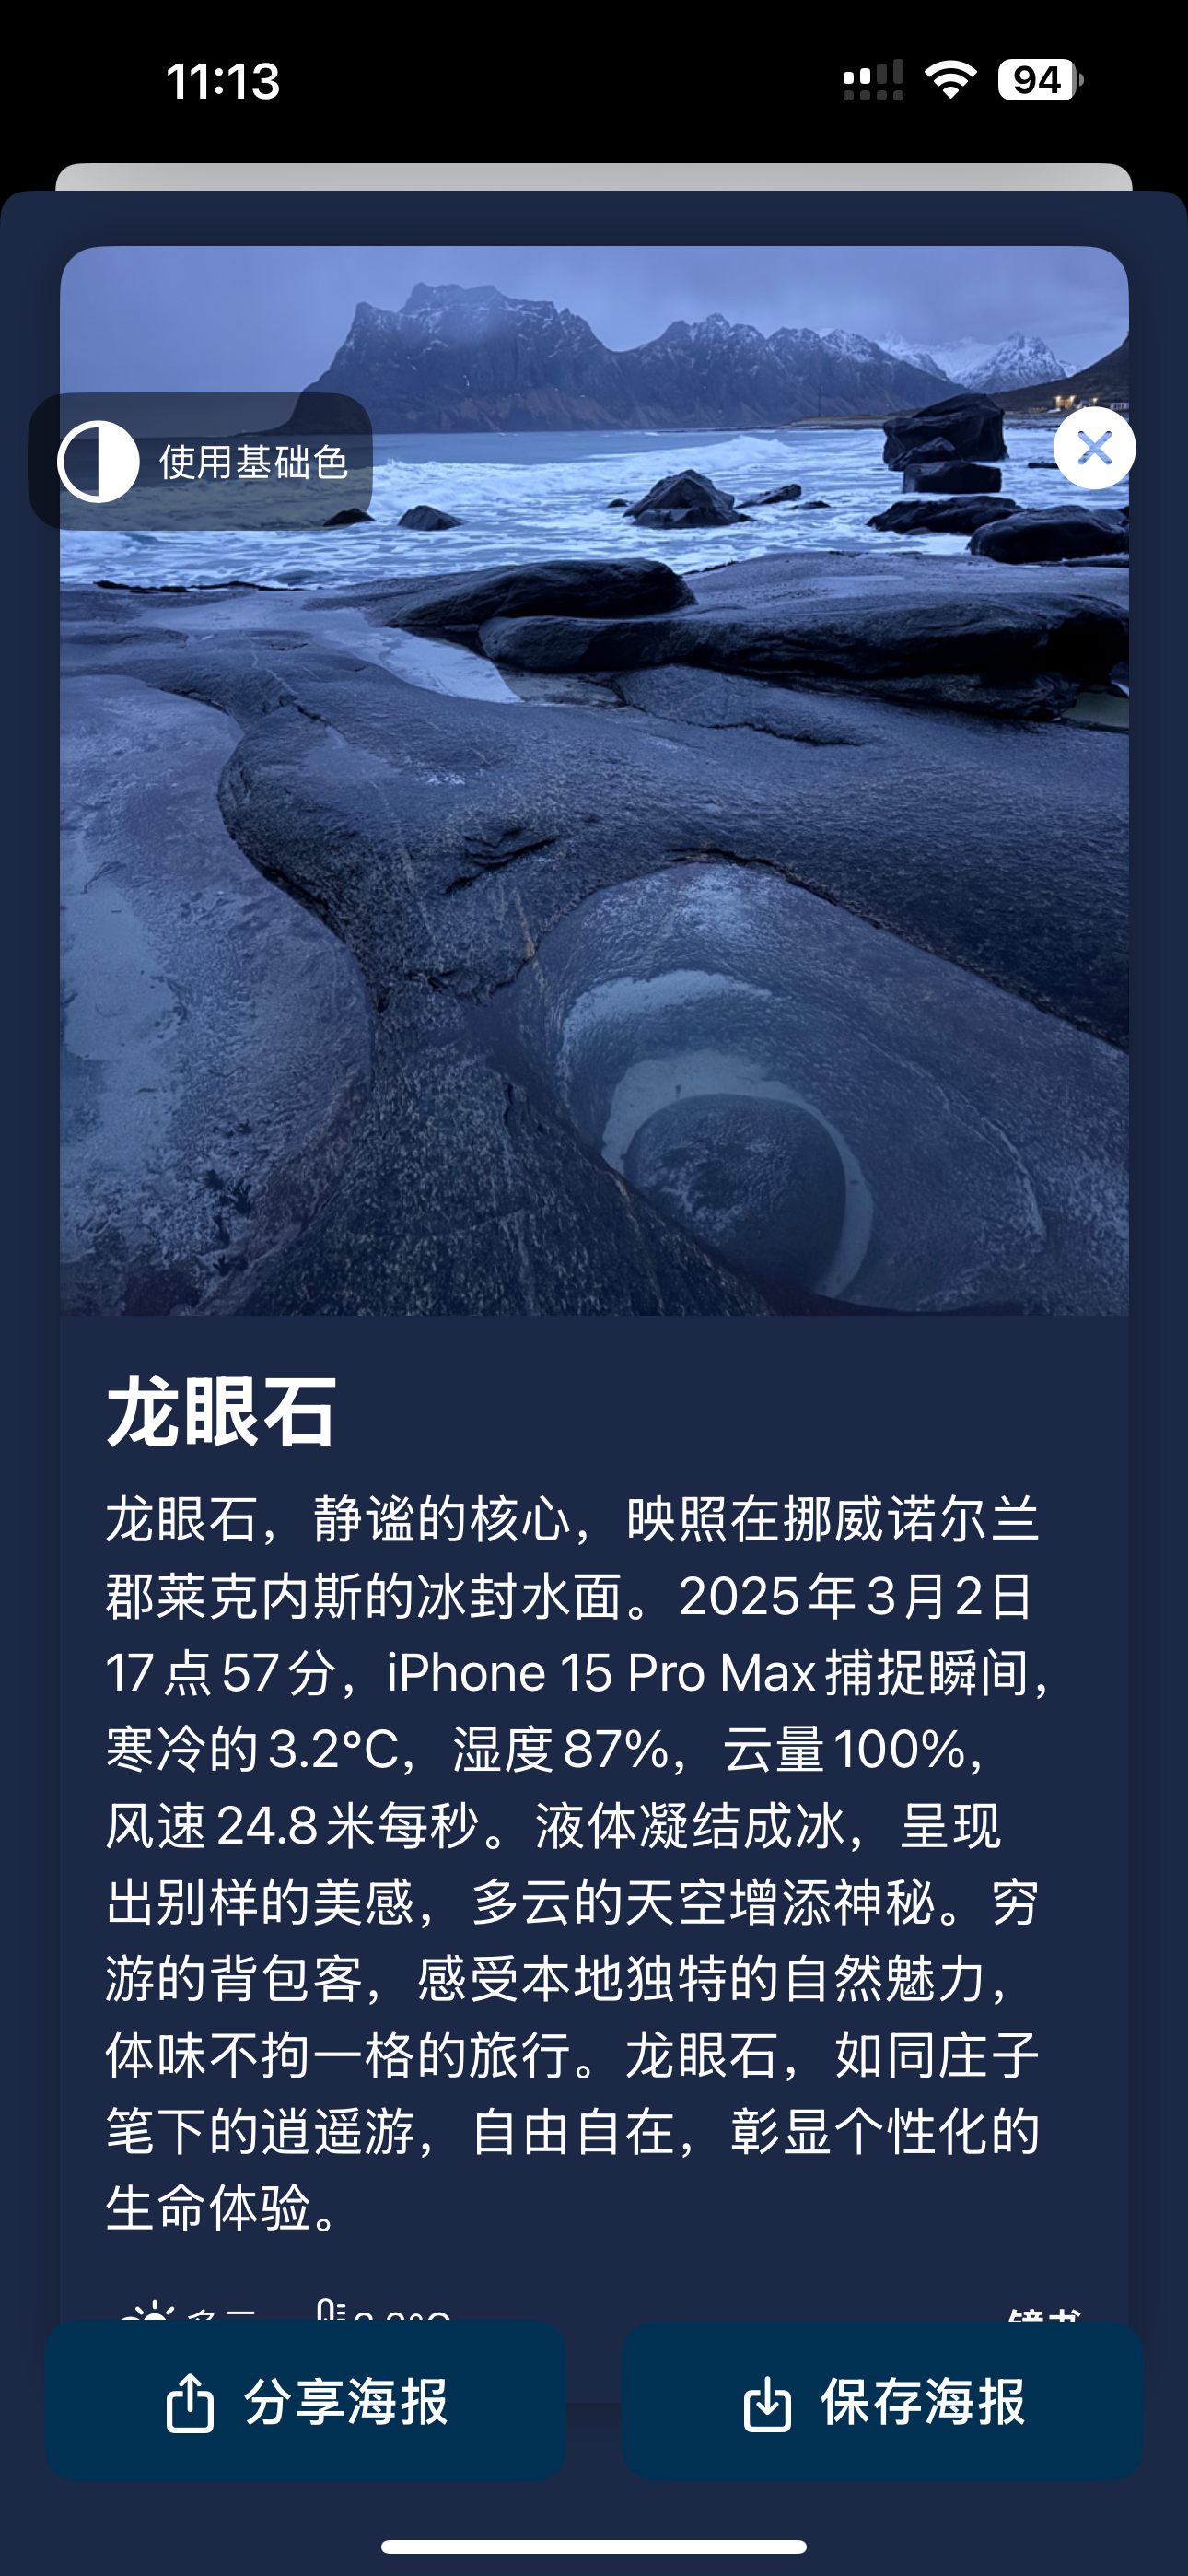 11:13
94
使用基础色
龙眼石
龙眼石，静谧的核心，映照在挪威诺尔兰
郡莱克内斯的冰封水面。2025年3月2日
17点57分，iPhone 15 Pro Max捕捉瞬间，
寒冷的3.2°C，湿度87%，云量100%，
风速24.8米每秒。液体凝结成冰，呈现
出别样的美感，多云的天空增添神秘。穷
游的背包客，感受本地独特的自然魅力，
体味不拘一格的旅行。龙眼石，如同庄子
笔下的逍遥游，自由自在，彰显个性化的
生命体验。
分享海报
保存海报